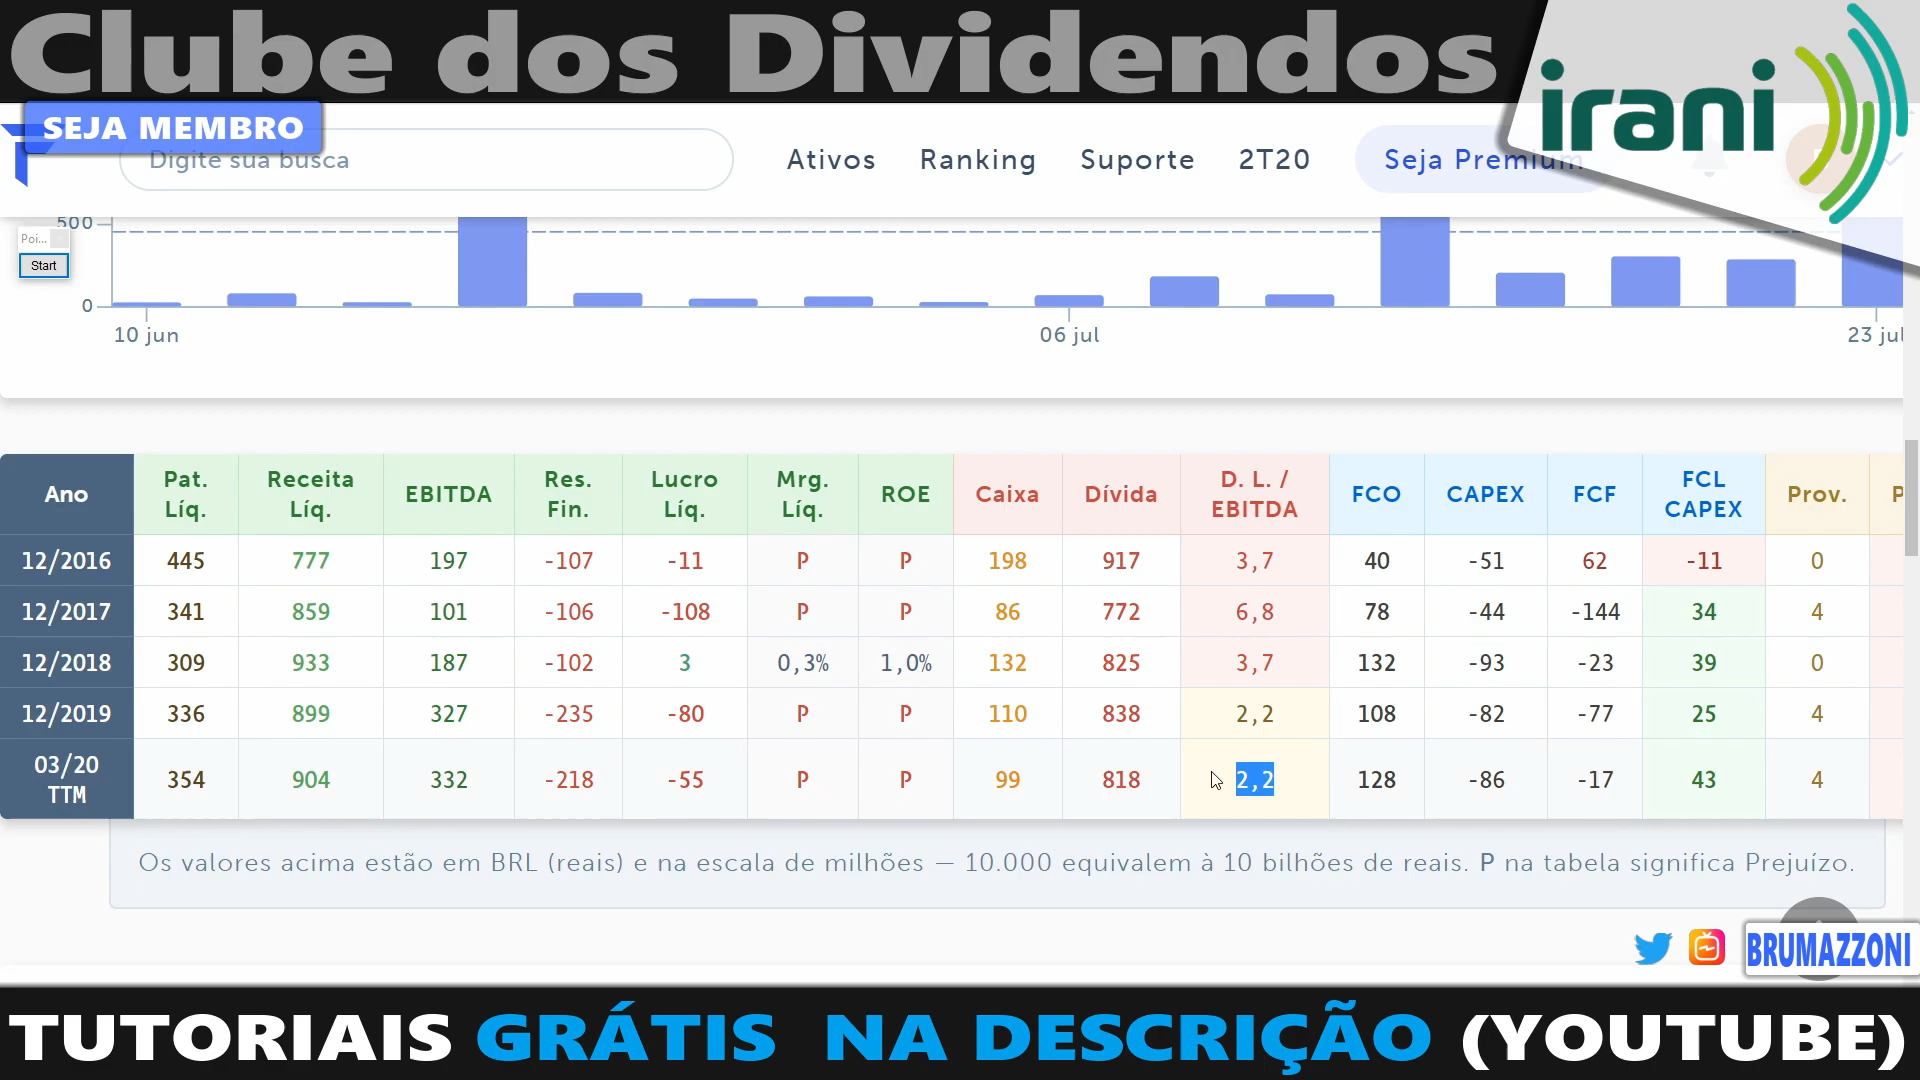 Clube dos Dividendos
irani
SEJA MEMBRO
Digite sua busca
Ativos Ranking Suporte 2T20 Seja Premium
500
Poi...
Start
0
10 jun 06 jul 23 jul
Ano Pat. Líq. Receita Líq. EBITDA Res. Fin. Lucro Líq. Mrg. Líq. ROE Caixa Dívida D. L. / EBITDA FCO CAPEX FCF FCL CAPEX Prov. P
12/2016 445 777 197 -107 -11 P P 198 917 3,7 40 -51 62 -11 0
12/2017 341 859 101 -106 -108 P P 86 772 6,8 78 -44 -144 34 4
12/2018 309 933 187 -102 3 0,3% 1,0% 132 825 3,7 132 -93 -23 39 0
12/2019 336 899 327 -235 -80 P P 110 838 2,2 108 -82 -77 25 4
03/20 TTM 354 904 332 -218 -55 P P 99 818 2,2 128 -86 -17 43 4
Os valores acima estão em BRL (reais) e na escala de milhões — 10.000 equivalem à 10 bilhões de reais. P na tabela significa Prejuízo.
BRUMAZZONI
TUTORIAIS GRÁTIS NA DESCRIÇÃO (YOUTUBE)